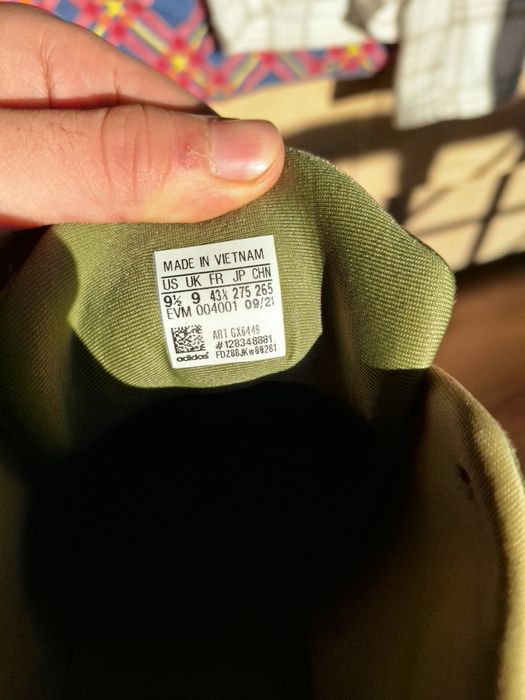 MADE IN VIETNAM
US UK FR JP CHN
9½ 9 43⅓ 275 265
EVM 004001 09/21
ART GX6449
#128348881
adidas